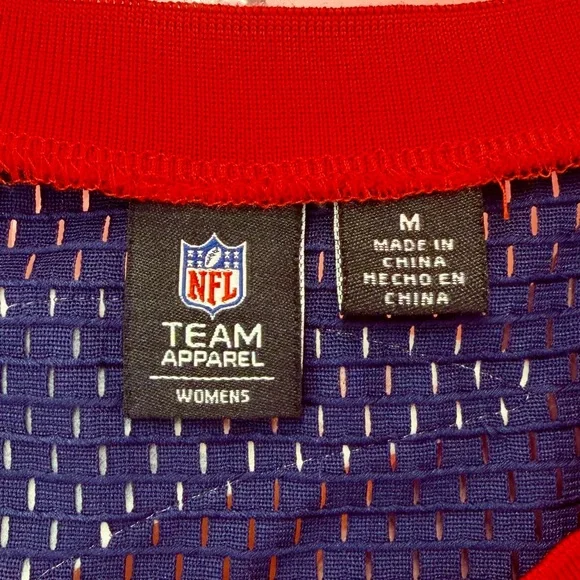 NFL
TEAM
APPAREL
WOMENS
M
MADE IN
CHINA
HECHO EN
CHINA